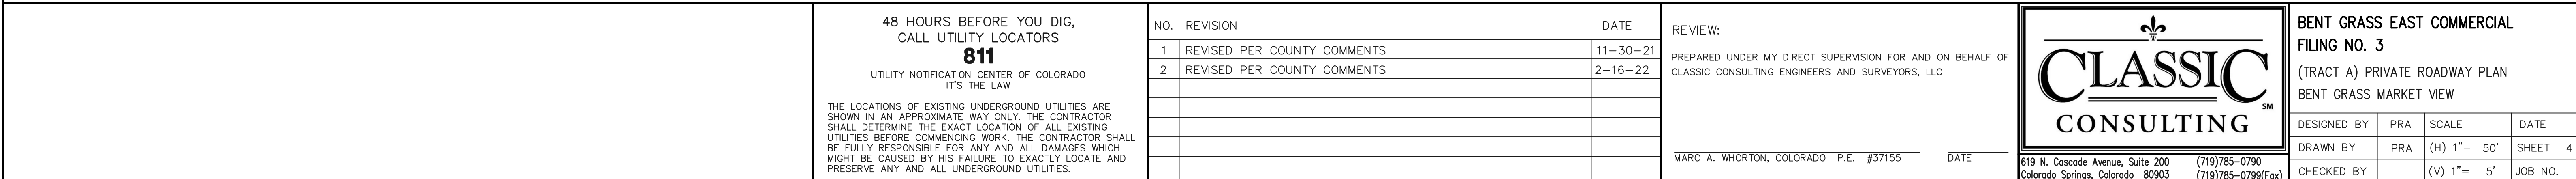 48 HOURS BEFORE YOU DIG,
CALL UTILITY LOCATORS
811
UTILITY NOTIFICATION CENTER OF COLORADO
IT'S THE LAW
THE LOCATIONS OF EXISTING UNDERGROUND UTILITIES ARE
SHOWN IN AN APPROXIMATE WAY ONLY. THE CONTRACTOR
SHALL DETERMINE THE EXACT LOCATION OF ALL EXISTING
UTILITIES BEFORE COMMENCING WORK. THE CONTRACTOR SHALL
BE FULLY RESPONSIBLE FOR ANY AND ALL DAMAGES WHICH
MIGHT BE CAUSED BY HIS FAILURE TO EXACTLY LOCATE AND
PRESERVE ANY AND ALL UNDERGROUND UTILITIES.
NO. REVISION DATE
1 REVISED PER COUNTY COMMENTS 11-30-21
2 REVISED PER COUNTY COMMENTS 2-16-22
REVIEW:
PREPARED UNDER MY DIRECT SUPERVISION FOR AND ON BEHALF OF
CLASSIC CONSULTING ENGINEERS AND SURVEYORS, LLC
MARC A. WHORTON, COLORADO P.E. #37155 DATE
CLASSIC
SM
CONSULTING
619 N. Cascade Avenue, Suite 200 (719)785-0790
Colorado Springs, Colorado 80903 (719)785-0799(Fax)
BENT GRASS EAST COMMERCIAL
FILING NO. 3
(TRACT A) PRIVATE ROADWAY PLAN
BENT GRASS MARKET VIEW
DESIGNED BY PRA SCALE DATE
DRAWN BY PRA (H) 1"= 50' SHEET 4
CHECKED BY (V) 1"= 5' JOB NO.